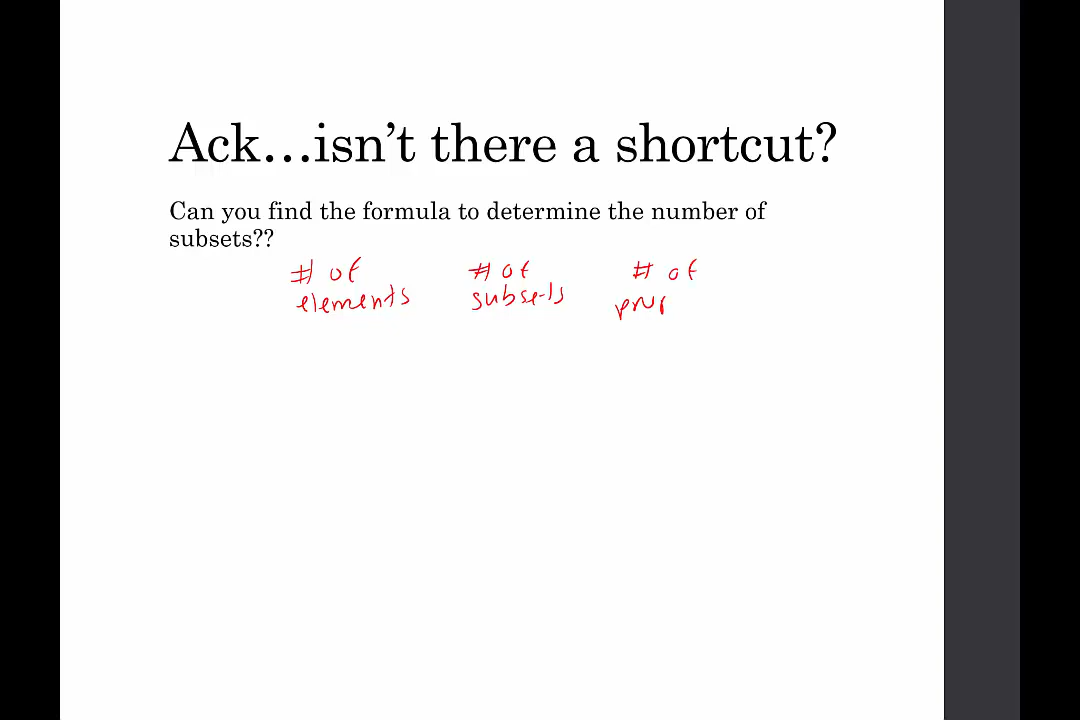 Ack…isn’t there a shortcut?
Can you find the formula to determine the number of
subsets??
# of # of # of
elements subsets